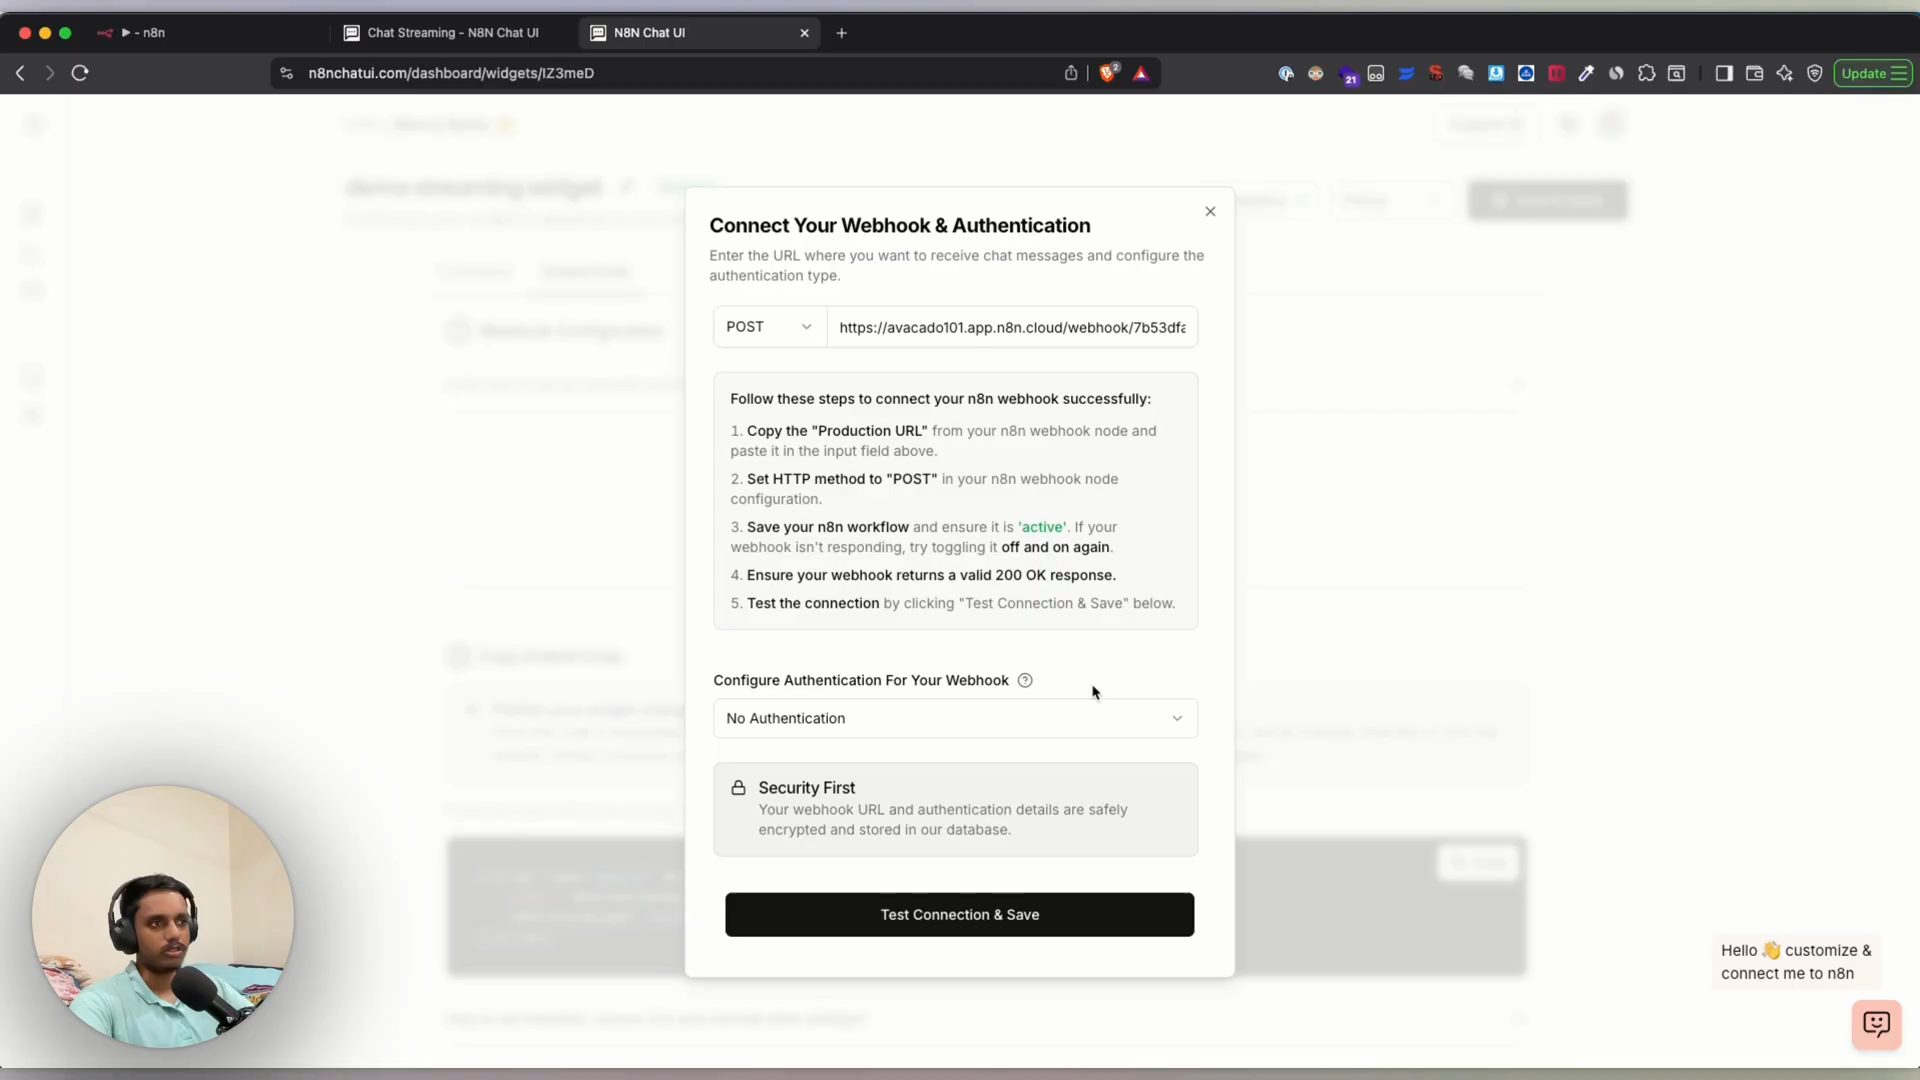 ▶ - n8n
Chat Streaming - N8N Chat UI
N8N Chat UI
n8nchatui.com/dashboard/widgets/IZ3meD
2
21
Update
demo streaming widget
Connect Your Webhook & Authentication
Enter the URL where you want to receive chat messages and configure the
authentication type.
POST
https://avacado101.app.n8n.cloud/webhook/7b53dfa
Follow these steps to connect your n8n webhook successfully:
1. Copy the "Production URL" from your n8n webhook node and
paste it in the input field above.
2. Set HTTP method to "POST" in your n8n webhook node
configuration.
3. Save your n8n workflow and ensure it is 'active'. If your
webhook isn't responding, try toggling it off and on again.
4. Ensure your webhook returns a valid 200 OK response.
5. Test the connection by clicking "Test Connection & Save" below.
Configure Authentication For Your Webhook
No Authentication
Security First
Your webhook URL and authentication details are safely
encrypted and stored in our database.
Test Connection & Save
Hello 👋 customize &
connect me to n8n